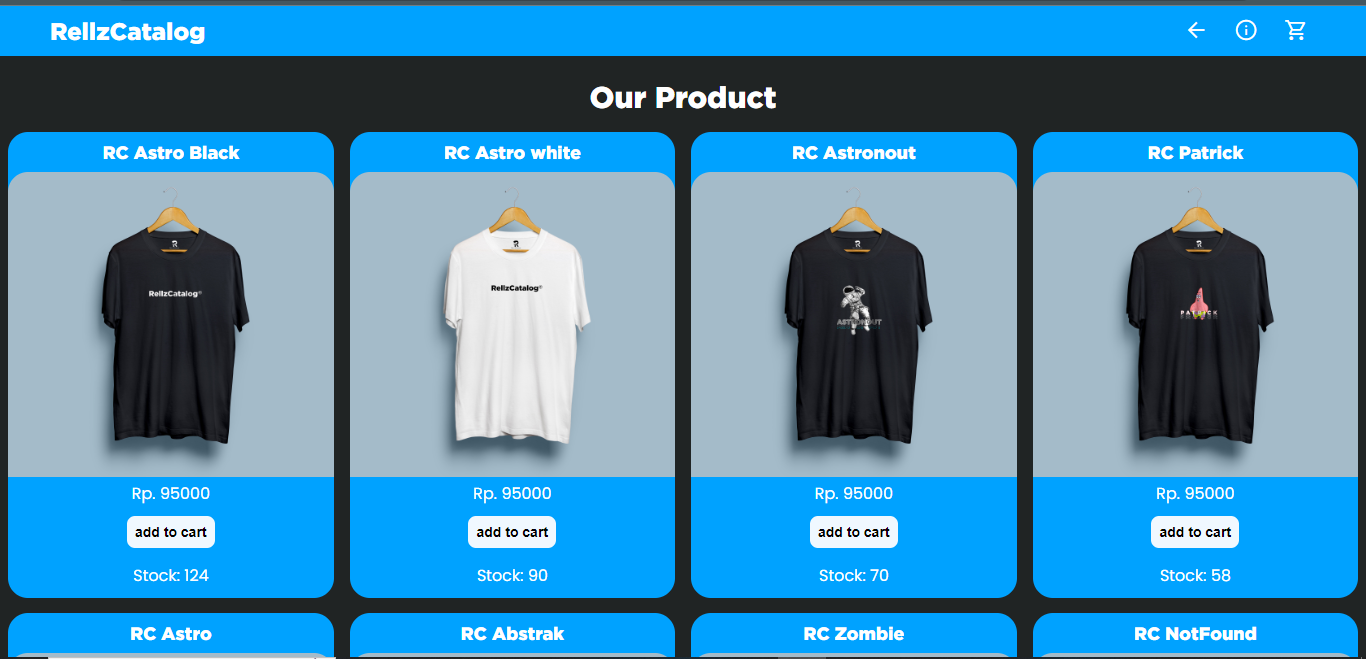 RellzCatalog
Our Product
RC Astro Black
RC Astro white
RC Astronout
RC Patrick
R
R
R
R
RellzCatalog®
RellzCatalog®
ASTRONOUT
PATRICK
Rp. 95000
Rp. 95000
Rp. 95000
Rp. 95000
add to cart
add to cart
add to cart
add to cart
Stock: 124
Stock: 90
Stock: 70
Stock: 58
RC Astro
RC Abstrak
RC Zombie
RC NotFound